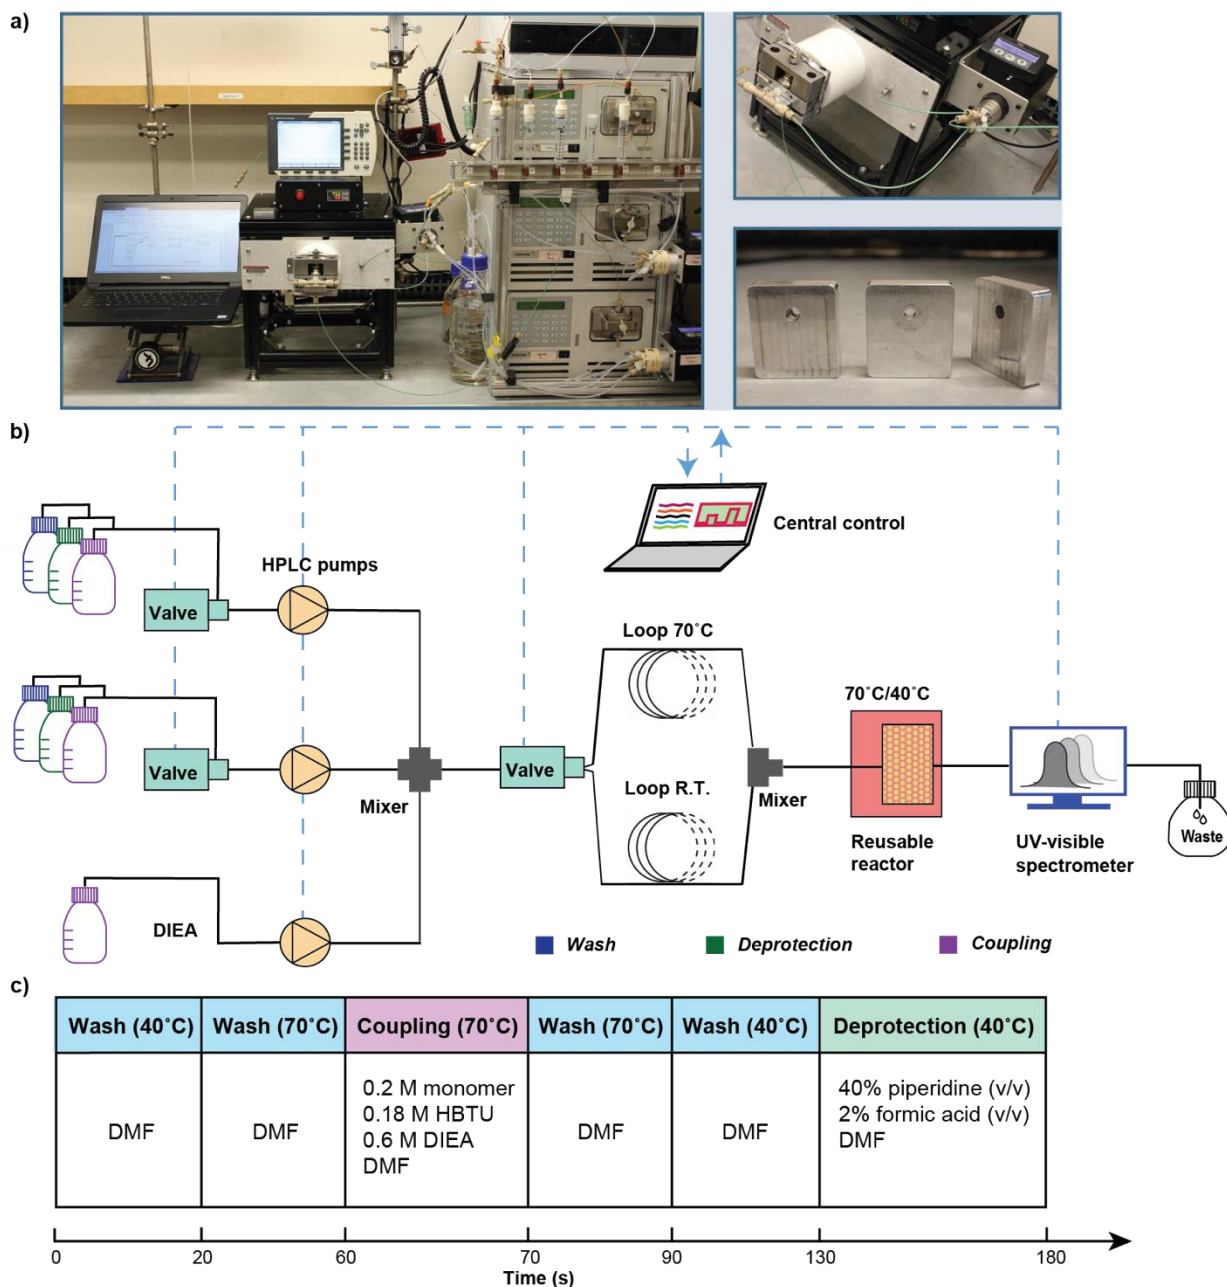 a)
b)
Central control
HPLC pumps
Valve
Loop 70˚C
70˚C/40˚C
Valve
Mixer
Valve
Loop R.T.
Mixer
Reusable
reactor
UV-visible
spectrometer
Waste
DIEA
Wash
Deprotection
Coupling
c)
Wash (40˚C) Wash (70˚C) Coupling (70˚C) Wash (70˚C) Wash (40˚C) Deprotection (40˚C)
DMF
DMF
0.2 M monomer
0.18 M HBTU
0.6 M DIEA
DMF
DMF
DMF
40% piperidine (v/v)
2% formic acid (v/v)
DMF
0 20 60 70 90 130 180
Time (s)